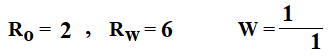 R₀ = 2 , R_W = 6 W = 1/1